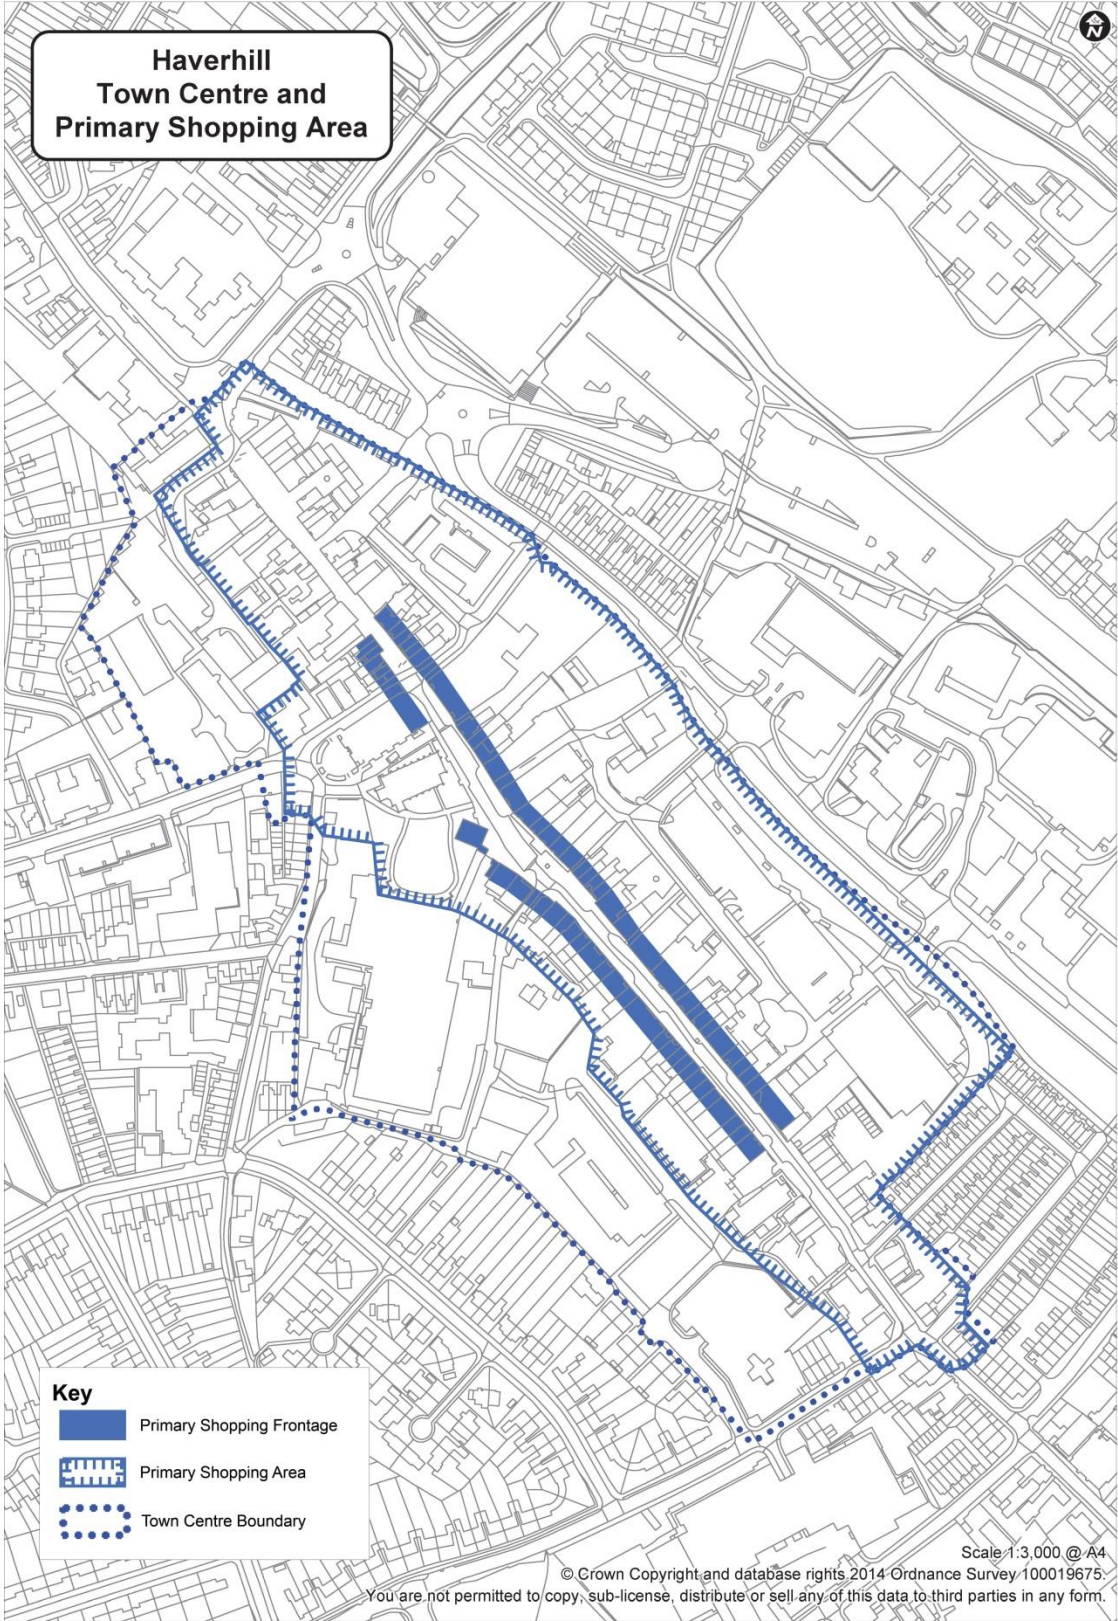 Haverhill
Town Centre and
Primary Shopping Area
N
Key
Primary Shopping Frontage
Primary Shopping Area
Town Centre Boundary
Scale 1:3,000 @ A4
© Crown Copyright and database rights 2014 Ordnance Survey 100019675.
You are not permitted to copy, sub-license, distribute or sell any of this data to third parties in any form.